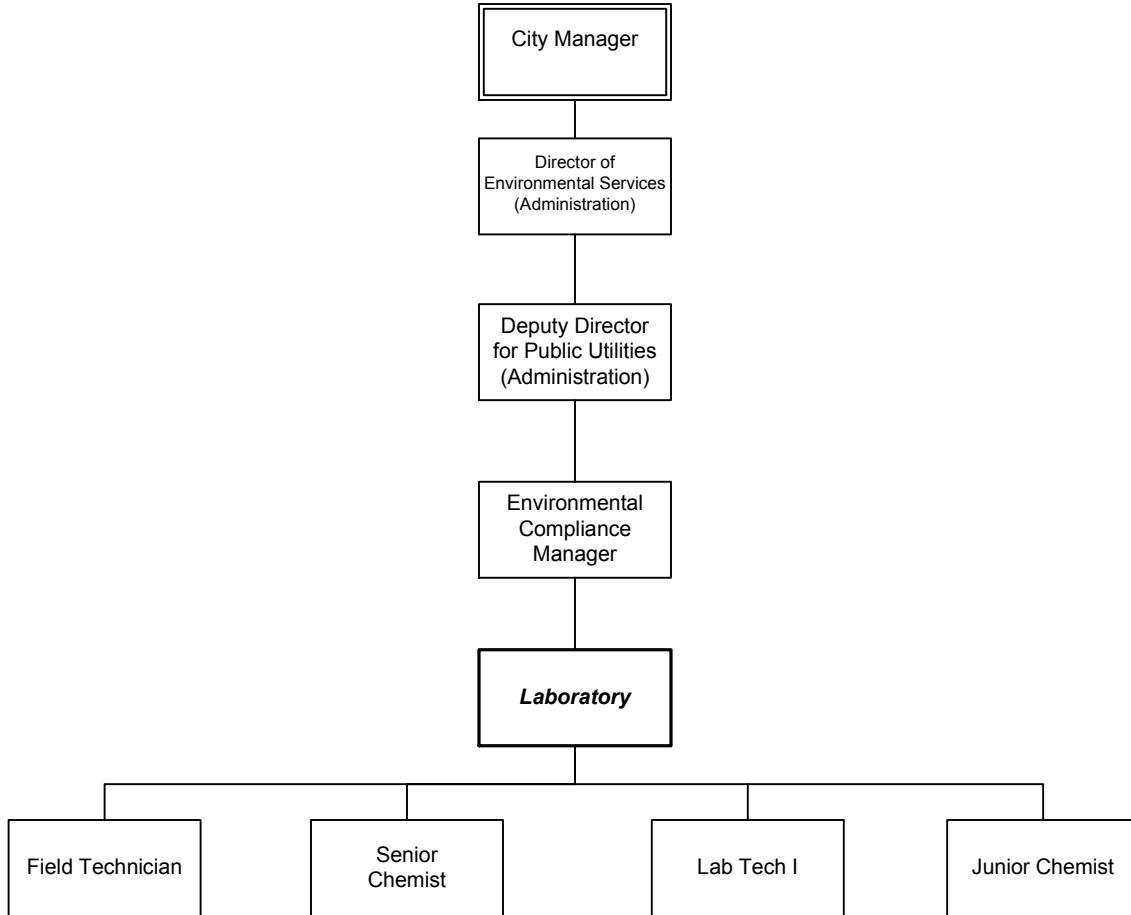 City Manager
Director of
Environmental Services
(Administration)
Deputy Director
for Public Utilities
(Administration)
Environmental
Compliance
Manager
Laboratory
Field Technician
Senior
Chemist
Lab Tech I
Junior Chemist